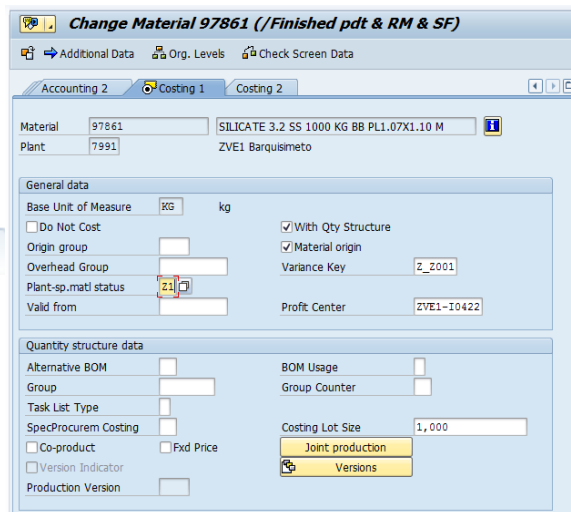 Change Material 97861 (/Finished pdt & RM & SF)
Additional Data Org. Levels Check Screen Data
Accounting 2 Costing 1 Costing 2
Material 97861 SILICATE 3.2 SS 1000 KG BB PL1.07X1.10 M
Plant 7991 ZVE1 Barquisimeto
General data
Base Unit of Measure KG kg
Do Not Cost With Qty Structure
Origin group Material origin
Overhead Group Variance Key Z_Z001
Plant-sp.matl status Z1
Valid from Profit Center ZVE1-I0422
Quantity structure data
Alternative BOM BOM Usage
Group Group Counter
Task List Type
SpecProcurem Costing Costing Lot Size 1,000
Co-product Fxd Price Joint production
Version Indicator Versions
Production Version